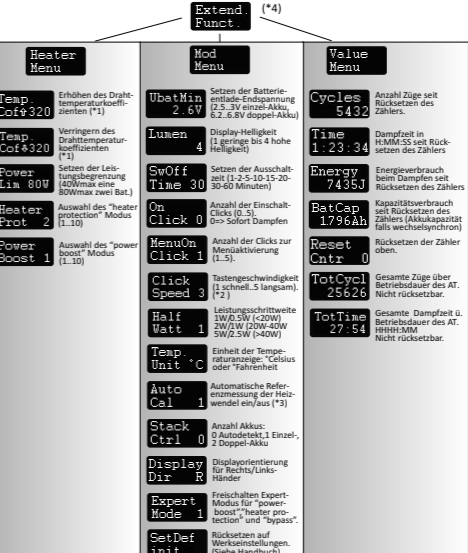 Extend. (*4)
Funct.
Heater
Menu
Temp. Erhöhen des Draht-
Cof⇧320 temperaturkoeffi-
zienten (*1)
Temp. Verringern des
Cof⇩320 Drahttemperatur-
koeffizienten
(*1)
Power Setzen der Leis-
Lim 80W tungsbegrenzung
(40Wmax eine
80Wmax zwei Bat.)
Heater Auswahl des "heater
Prot 2 protection" Modus
(1..10)
Power Auswahl des "power
Boost 1 boost" Modus
(1..10)
Mod
Menu
UbatMin Setzen der Batterie-
2.6V entlade-Endspannung
(2.5..3V einzel-Akku,
6.2..6.8V doppel-Akku)
Lumen Display-Helligkeit
4 (1 geringe bis 4 hohe
Helligkeit)
SwOff Setzen der Ausschalt-
Time 30 zeit (1-2-5-10-15-20-
30-60 Minuten)
On Anzahl der Einschalt-
Click 0 Clicks (0..5).
0=> Sofort Dampfen
MenuOn Anzahl der Clicks zur
Click 1 Menüaktivierung
(1..5).
Click Tastengeschwindigkeit
Speed 3 (1 schnell..5 langsam).
(*2 )
Half Leistungsschrittweite
Watt 1 1W/0.5W (<20W)
2W/1W (20W-40W
5W/2.5W (>40W)
Temp. Einheit der Tempe-
Unit °C raturanzeige: °Celsius
oder °Fahrenheit
Auto Automatische Refer-
Cal 1 enzmessung der Heiz-
wendel ein/aus (*3)
Stack Anzahl Akkus:
Ctrl 0 0 Autodetekt,1 Einzel-,
2 Doppel-Akku
Display Displayorientierung
Dir R für Rechts/Links-
Händer
Expert Freischalten Expert-
Mode 1 Modus für "power-
boost","heater pro-
tection" und "bypass".
SetDef Rücksetzen auf
init Werkseinstellungen.
(Siehe Handbuch)
Value
Menu
Cycles Anzahl Züge seit
5432 Rücksetzen des
Zählers.
Time Dampfzeit in
1:23:34 H:MM:SS seit Rück-
setzen des Zählers
Energy Energieverbrauch
7435J beim Dampfen seit
Rücksetzen des Zählers
BatCap Kapazitätsverbrauch
1796Ah seit Rücksetzen des
Zählers (Akkukapazität
falls wechselsynchron)
Reset Rücksetzen der Zähler
Cntr 0 oben.
TotCycl Gesamte Züge über
25626 Betriebsdauer des AT.
Nicht rücksetzbar.
TotTime Gesamte Dampfzeit ü.
27:54 Betriebsdauer des AT.
HHHH:MM
Nicht rücksetzbar.